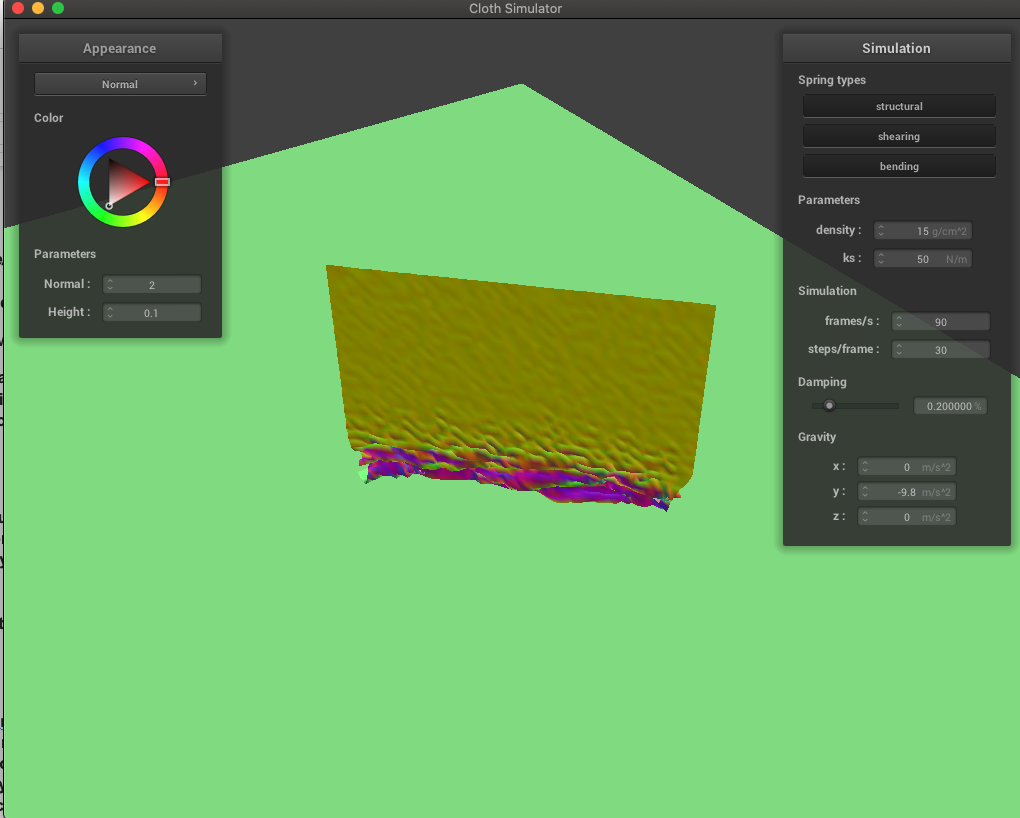 Cloth Simulator
Appearance
Normal
Color
Parameters
Normal : 2
Height : 0.1
Simulation
Spring types
structural
shearing
bending
Parameters
density : 15 g/cm^2
ks : 50 N/m
Simulation
frames/s : 90
steps/frame : 30
Damping
0.200000 %
Gravity
x : 0 m/s^2
y : -9.8 m/s^2
z : 0 m/s^2